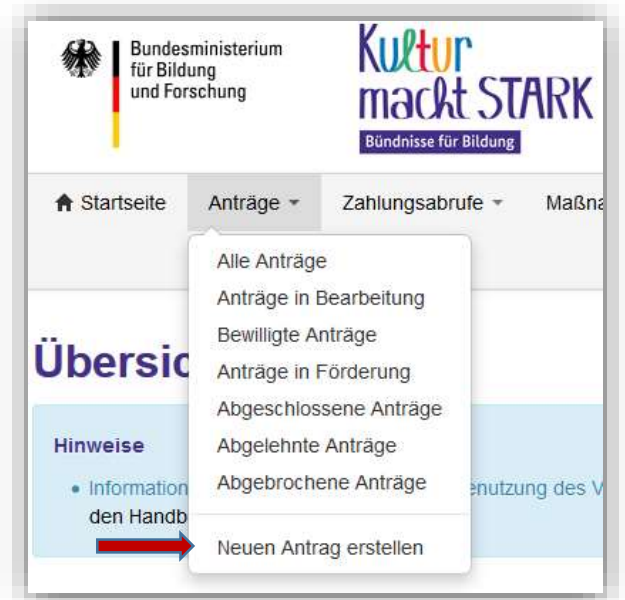 Bundesministerium
für Bildung
und Forschung
Kultur
macht STARK
Bündnisse für Bildung
Startseite Anträge Zahlungsabrufe Maßna
Alle Anträge
Anträge in Bearbeitung
Bewilligte Anträge
Übersic
Anträge in Förderung
Abgeschlossene Anträge
Hinweise
Abgelehnte Anträge
Abgebrochene Anträge
Information enutzung des V
den Handb
Neuen Antrag erstellen